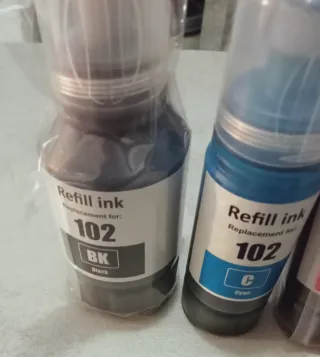 Refill ink
Replacement for:
102
BK
Black
Refill ink
Replacement for:
102
C
Cyan